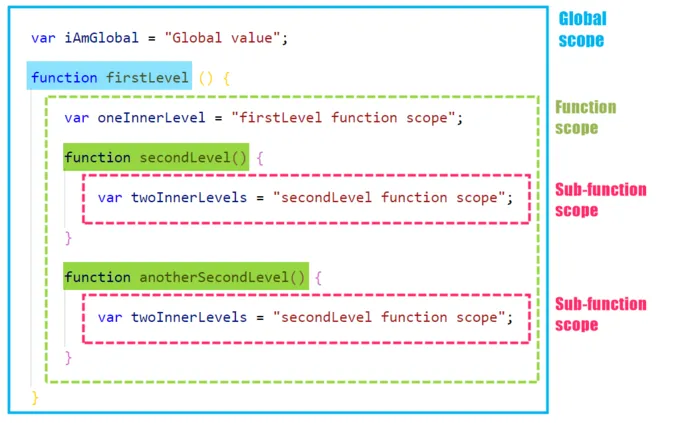 Global
scope
var iAmGlobal = "Global value";
function firstLevel () {
Function
scope
var oneInnerLevel = "firstLevel function scope";
function secondLevel() {
Sub-function
scope
var twoInnerLevels = "secondLevel function scope";
}
function anotherSecondLevel() {
Sub-function
scope
var twoInnerLevels = "secondLevel function scope";
}
}